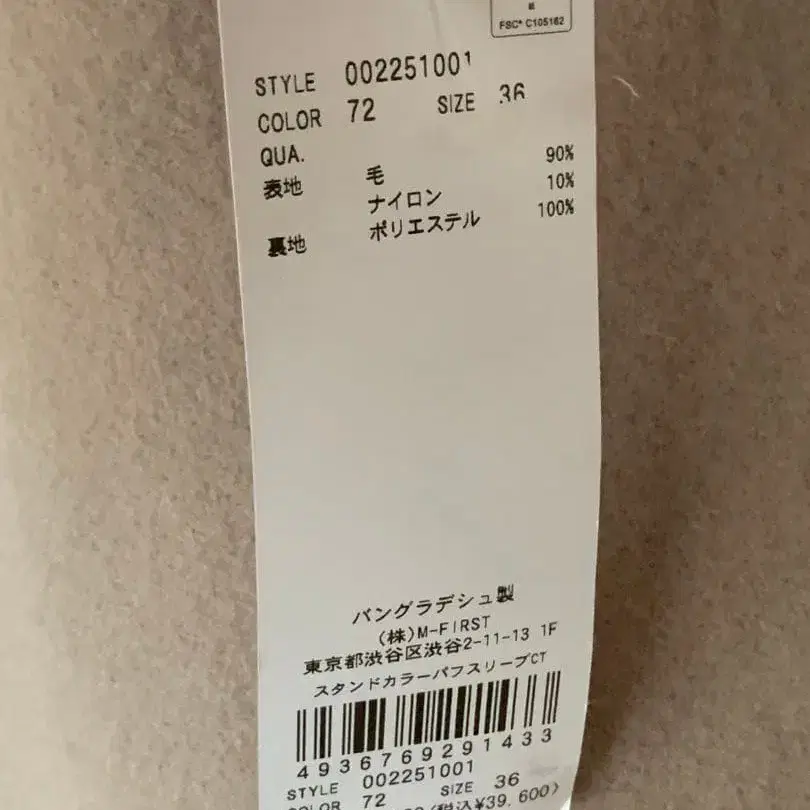 紙
FSC® C105162
STYLE 002251001
COLOR 72 SIZE 36
QUA.
表地 毛 90%
ナイロン 10%
裏地 ポリエステル 100%
バングラデシュ製
(株)M-FIRST
東京都渋谷区渋谷2-11-13 1F
スタンドカラーパフスリーブCT
4936769291433
STYLE 002251001
COLOR 72 SIZE 36
(税込¥39,600)